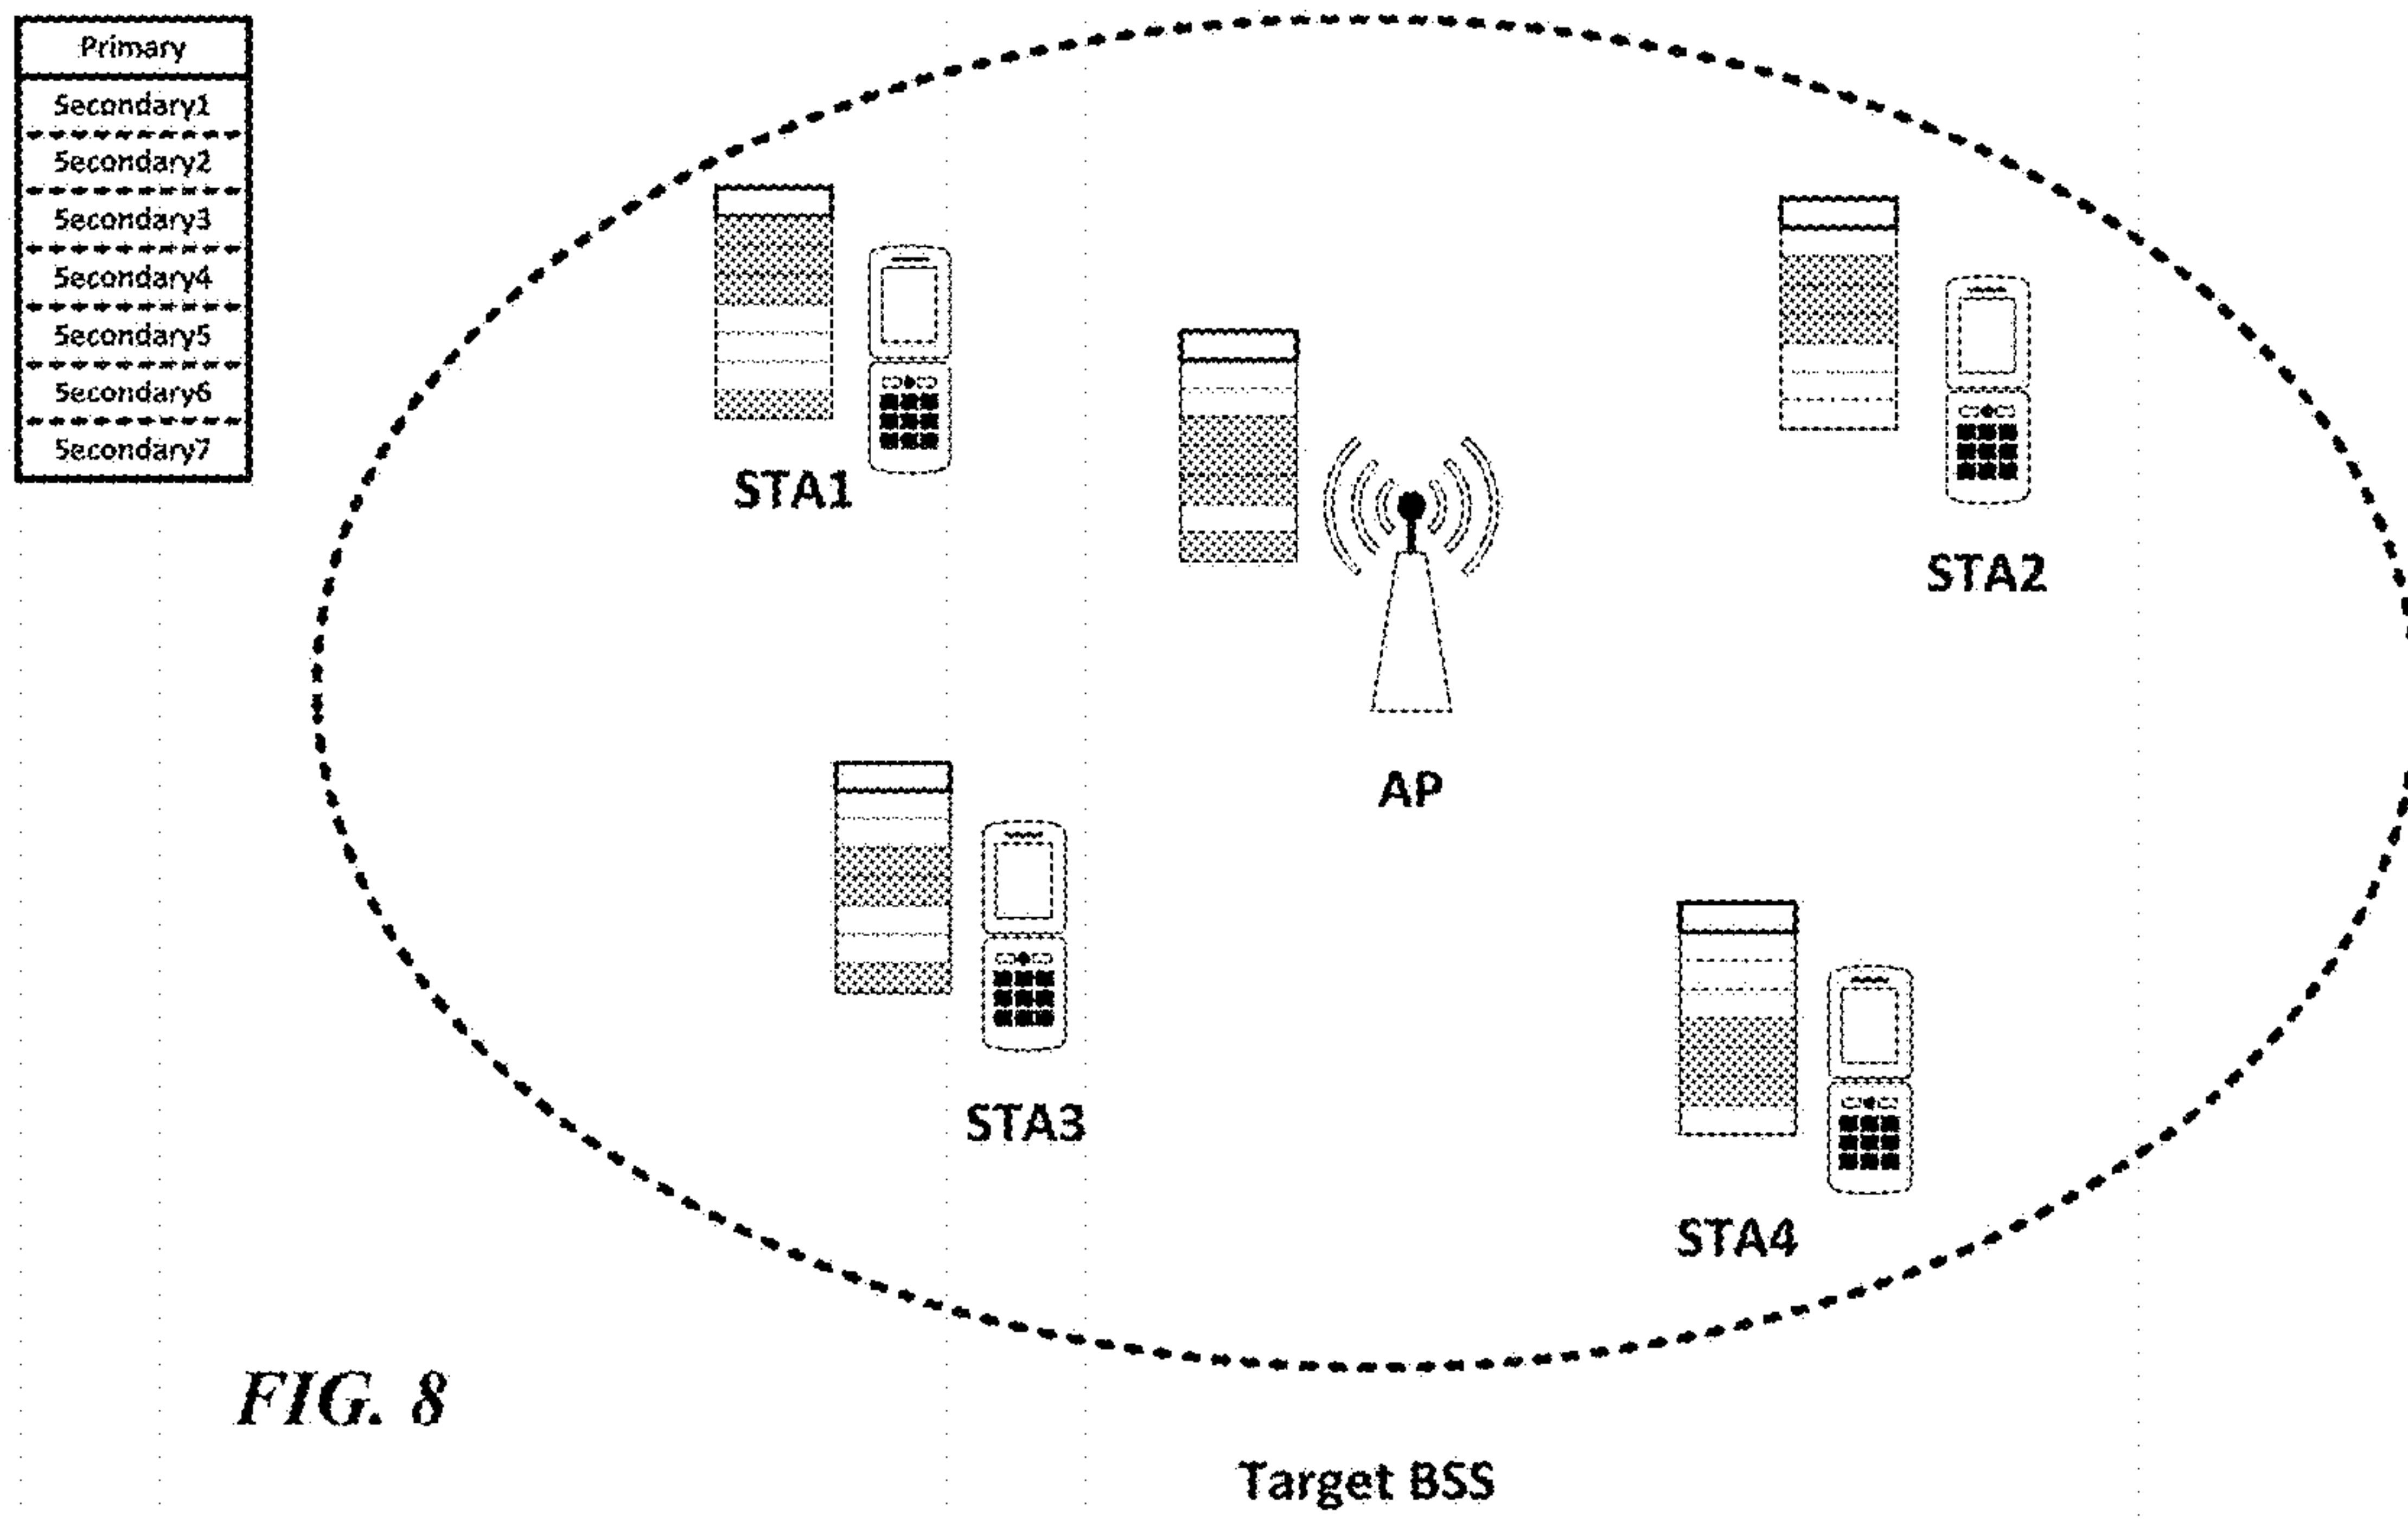 Primary
Secondary1
Secondary2
Secondary3
Secondary4
Secondary5
Secondary6
Secondary7
STA1
STA2
AP
STA3
STA4
FIG. 8
Target BSS